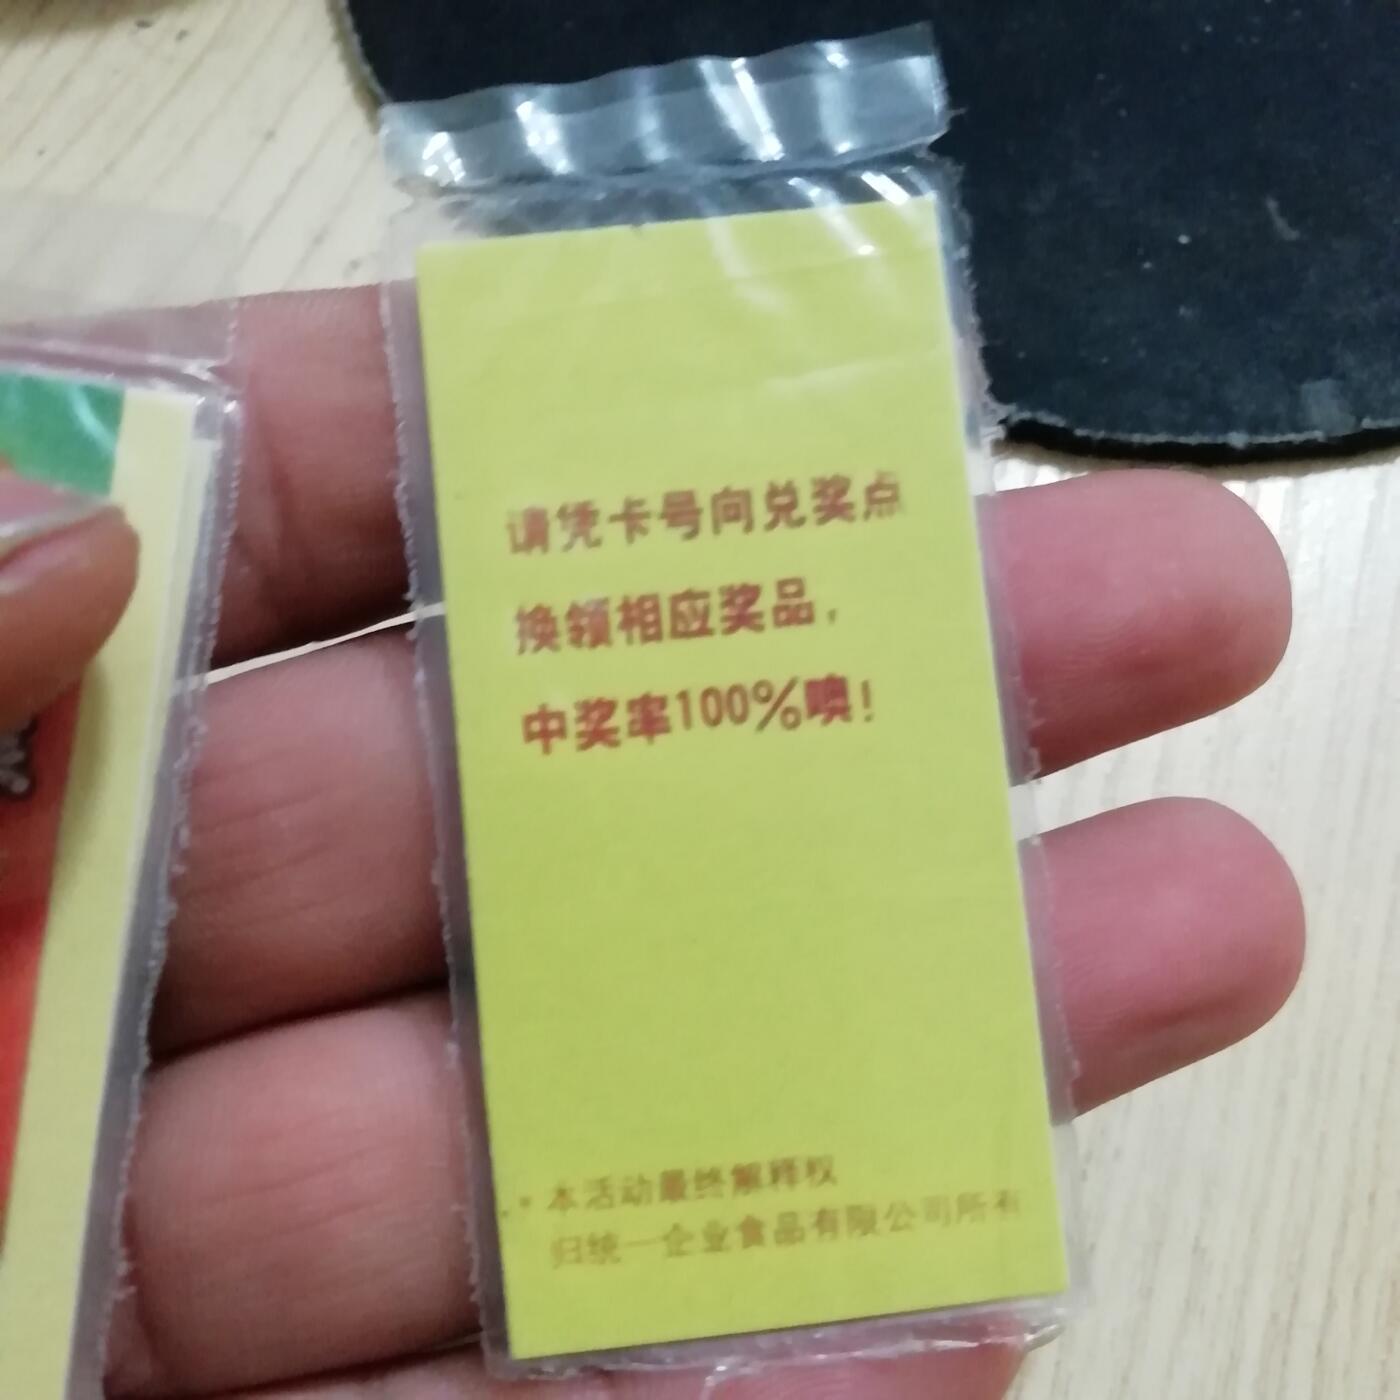 请凭卡号向兑奖点
换领相应奖品，
中奖率100%噢！
·本活动最终解释权
归统一企业食品有限公司所有